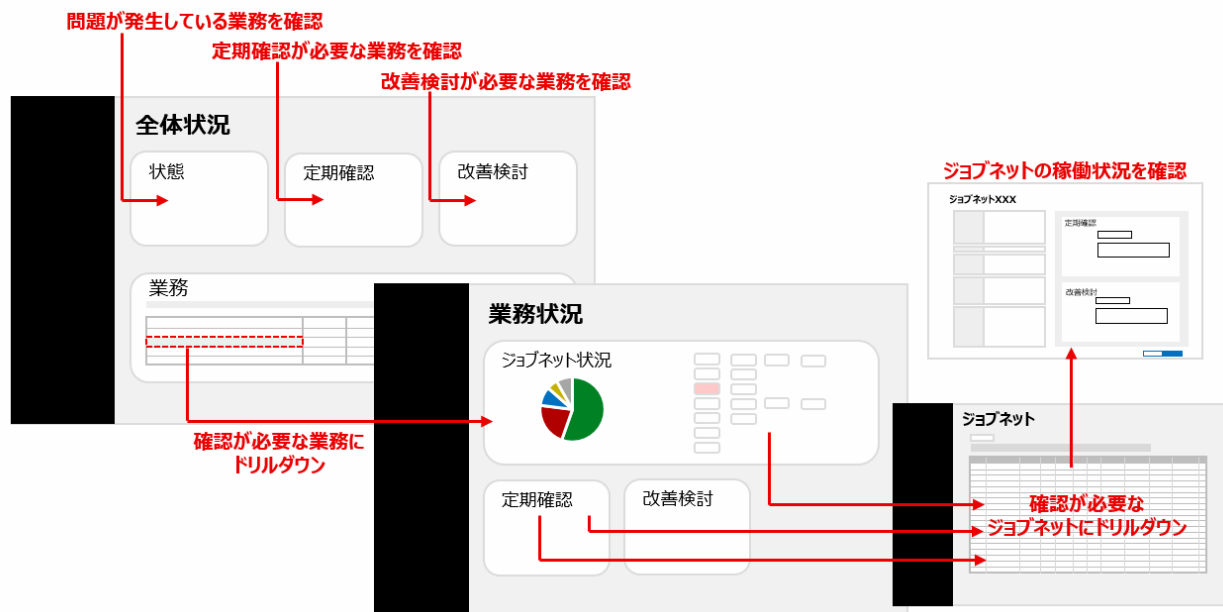 問題が発生している業務を確認
定期確認が必要な業務を確認
改善検討が必要な業務を確認
全体状況
状態
定期確認
改善検討
業務
確認が必要な業務に
ドリルダウン
業務状況
ジョブネット状況
定期確認
改善検討
ジョブネットの稼働状況を確認
ジョブネットXXX
定期確認
改善検討
ジョブネット
確認が必要な
ジョブネットにドリルダウン